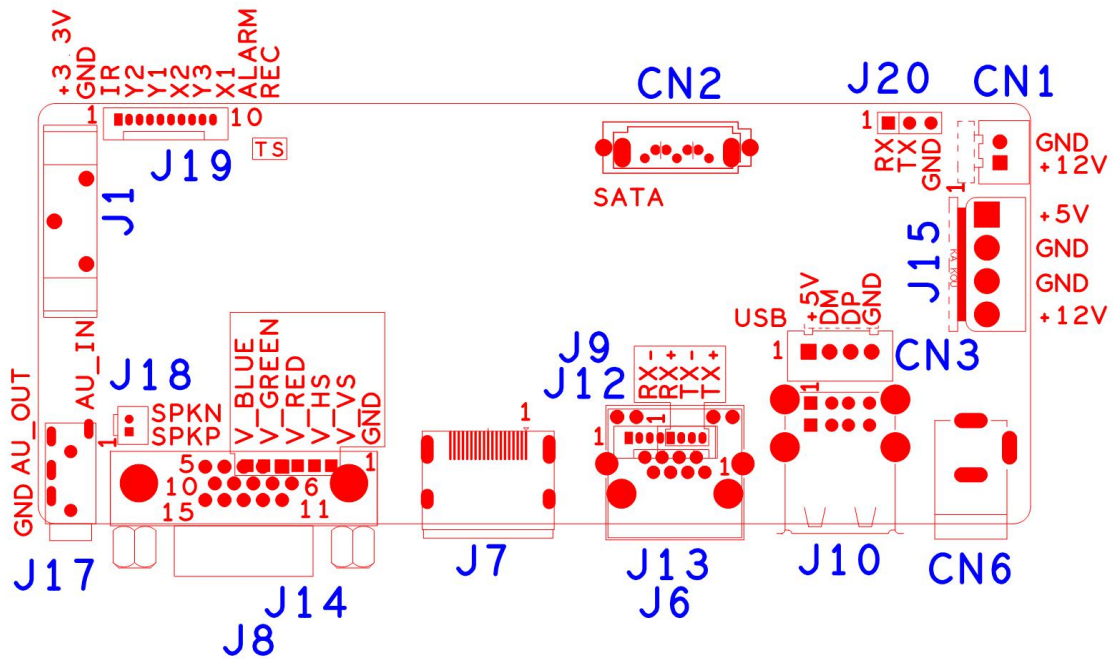 +3.3V
GND
IR
Y2
Y1
X2
Y3
X1
ALARM
REC
1
10
J19
TS
J1
CN2
SATA
J20
1
RX
TX
GND
CN1
GND
+12V
1
J15
+5V
GND
GND
+12V
USB
+5V
DM
DP
GND
1
CN3
J9
J12
RX -
RX +
TX -
TX +
AU_IN
AU_OUT
GND
J18
SPKN
SPKP
1
V_BLUE
V_GREEN
V_RED
V_HS
V_VS
V_GND
5
1
10
6
15
11
1
1
1
1
1
J17
J14
J8
J7
J13
J6
J10
CN6